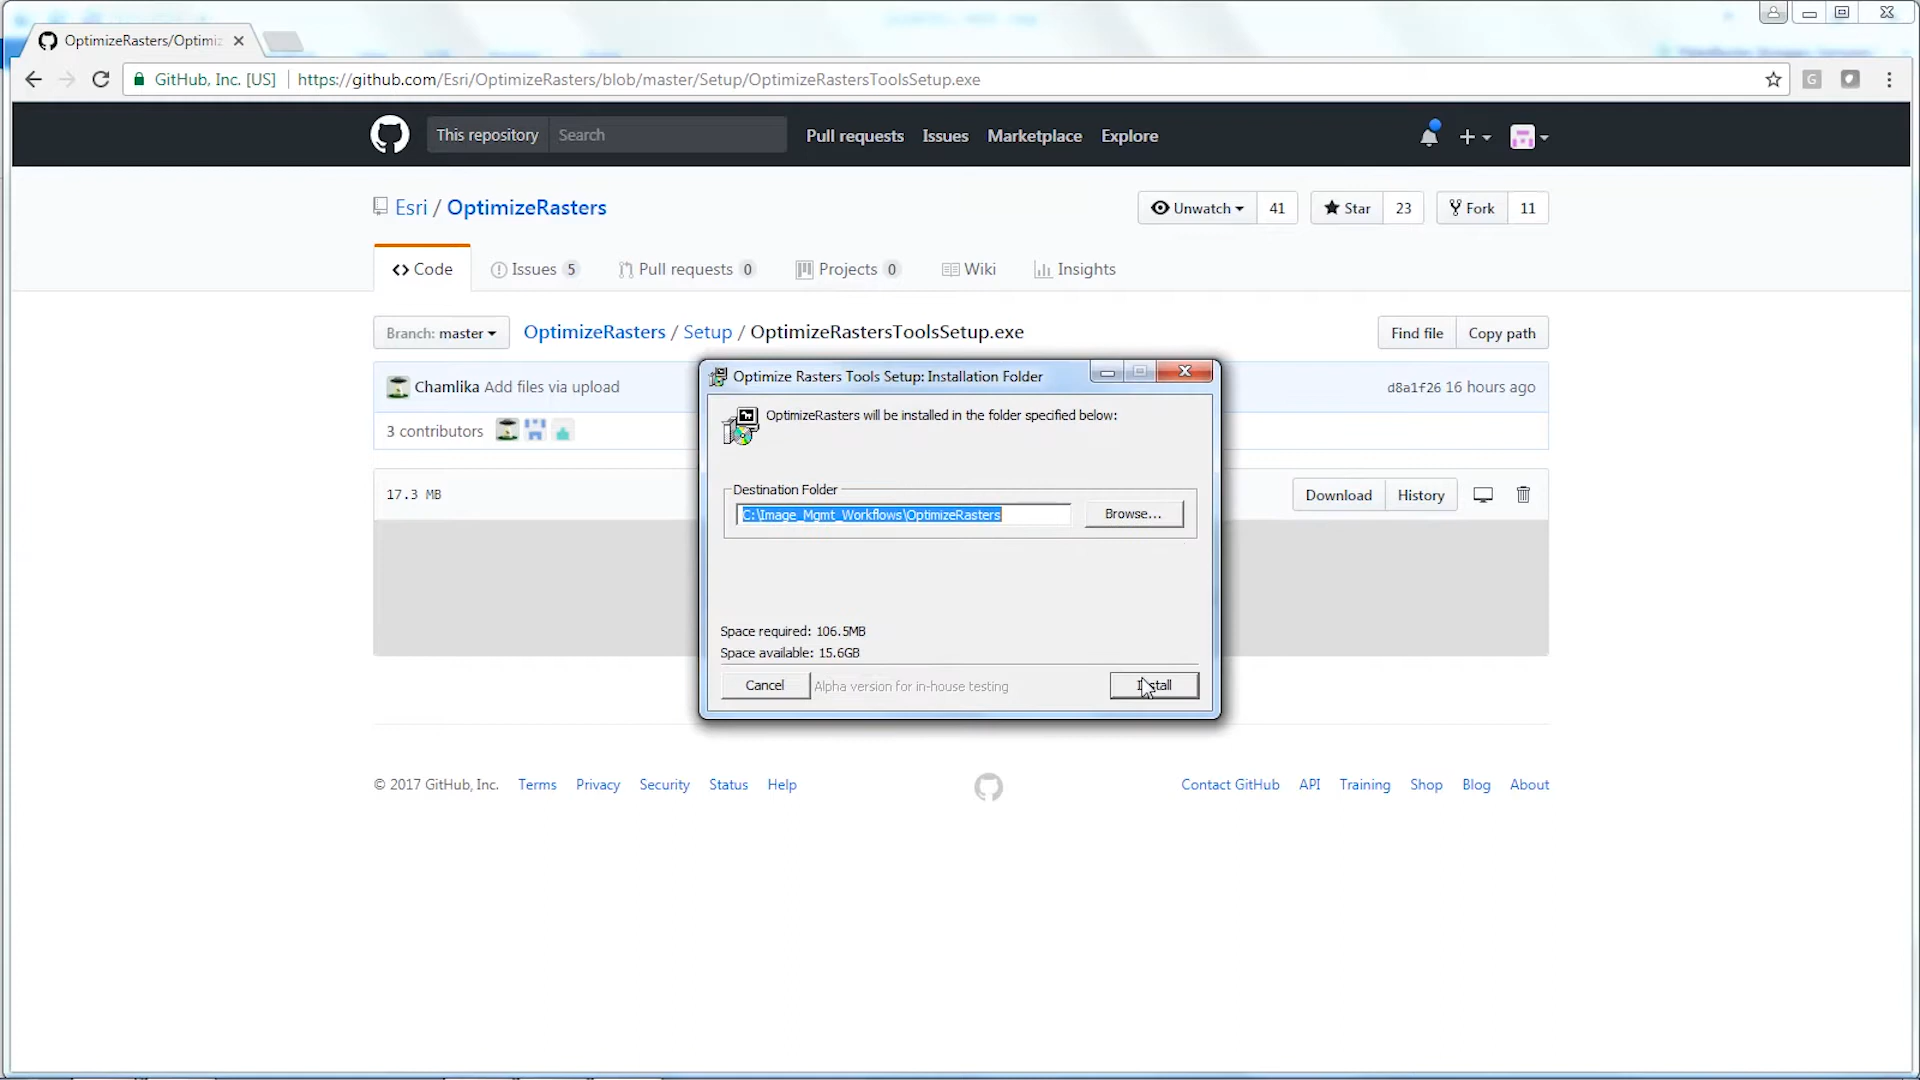 OptimizeRasters/Optimiz
GitHub, Inc. [US] https://github.com/Esri/OptimizeRasters/blob/master/Setup/OptimizeRastersToolsSetup.exe
This repository Search Pull requests Issues Marketplace Explore
Esri / OptimizeRasters Unwatch 41 Star 23 Fork 11
Code Issues 5 Pull requests 0 Projects 0 Wiki Insights
Branch: master OptimizeRasters / Setup / OptimizeRastersToolsSetup.exe Find file Copy path
Chamlika Add files via upload d8a1f26 16 hours ago
3 contributors
17.3 MB Download History
Optimize Rasters Tools Setup: Installation Folder
OptimizeRasters will be installed in the folder specified below:
Destination Folder
C:\Image_Mgmt_Workflows\OptimizeRasters Browse...
Space required: 106.5MB
Space available: 15.6GB
Cancel Alpha version for in-house testing Install
© 2017 GitHub, Inc. Terms Privacy Security Status Help Contact GitHub API Training Shop Blog About